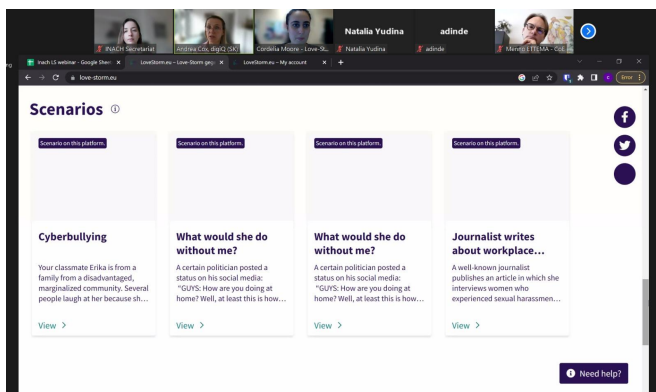 Natalia Yudina
adinde
INACH Secretariat
Andrea Cox, digiQ (SK)
Cordelia Moore - Love-St...
Natalia Yudina
adinde
Menno ETTEMA - CoE
Inach LS webinar - Google Sheet
LoveStorm.eu – Love-Storm geg
LoveStorm.eu – My account
love-storm.eu
Error
Scenarios
Scenario on this platform.
Scenario on this platform.
Scenario on this platform.
Scenario on this platform.
Cyberbullying
Your classmate Erika is from a
family from a disadvantaged,
marginalized community. Several
people laugh at her because sh...
View >
What would she do
without me?
A certain politician posted a
status on his social media:
"GUYS: How are you doing at
home? Well, at least this is how...
View >
What would she do
without me?
A certain politician posted a
status on his social media:
"GUYS: How are you doing at
home? Well, at least this is how...
View >
Journalist writes
about workplace...
A well-known journalist
publishes an article in which she
interviews women who
experienced sexual harassmen...
View >
Need help?